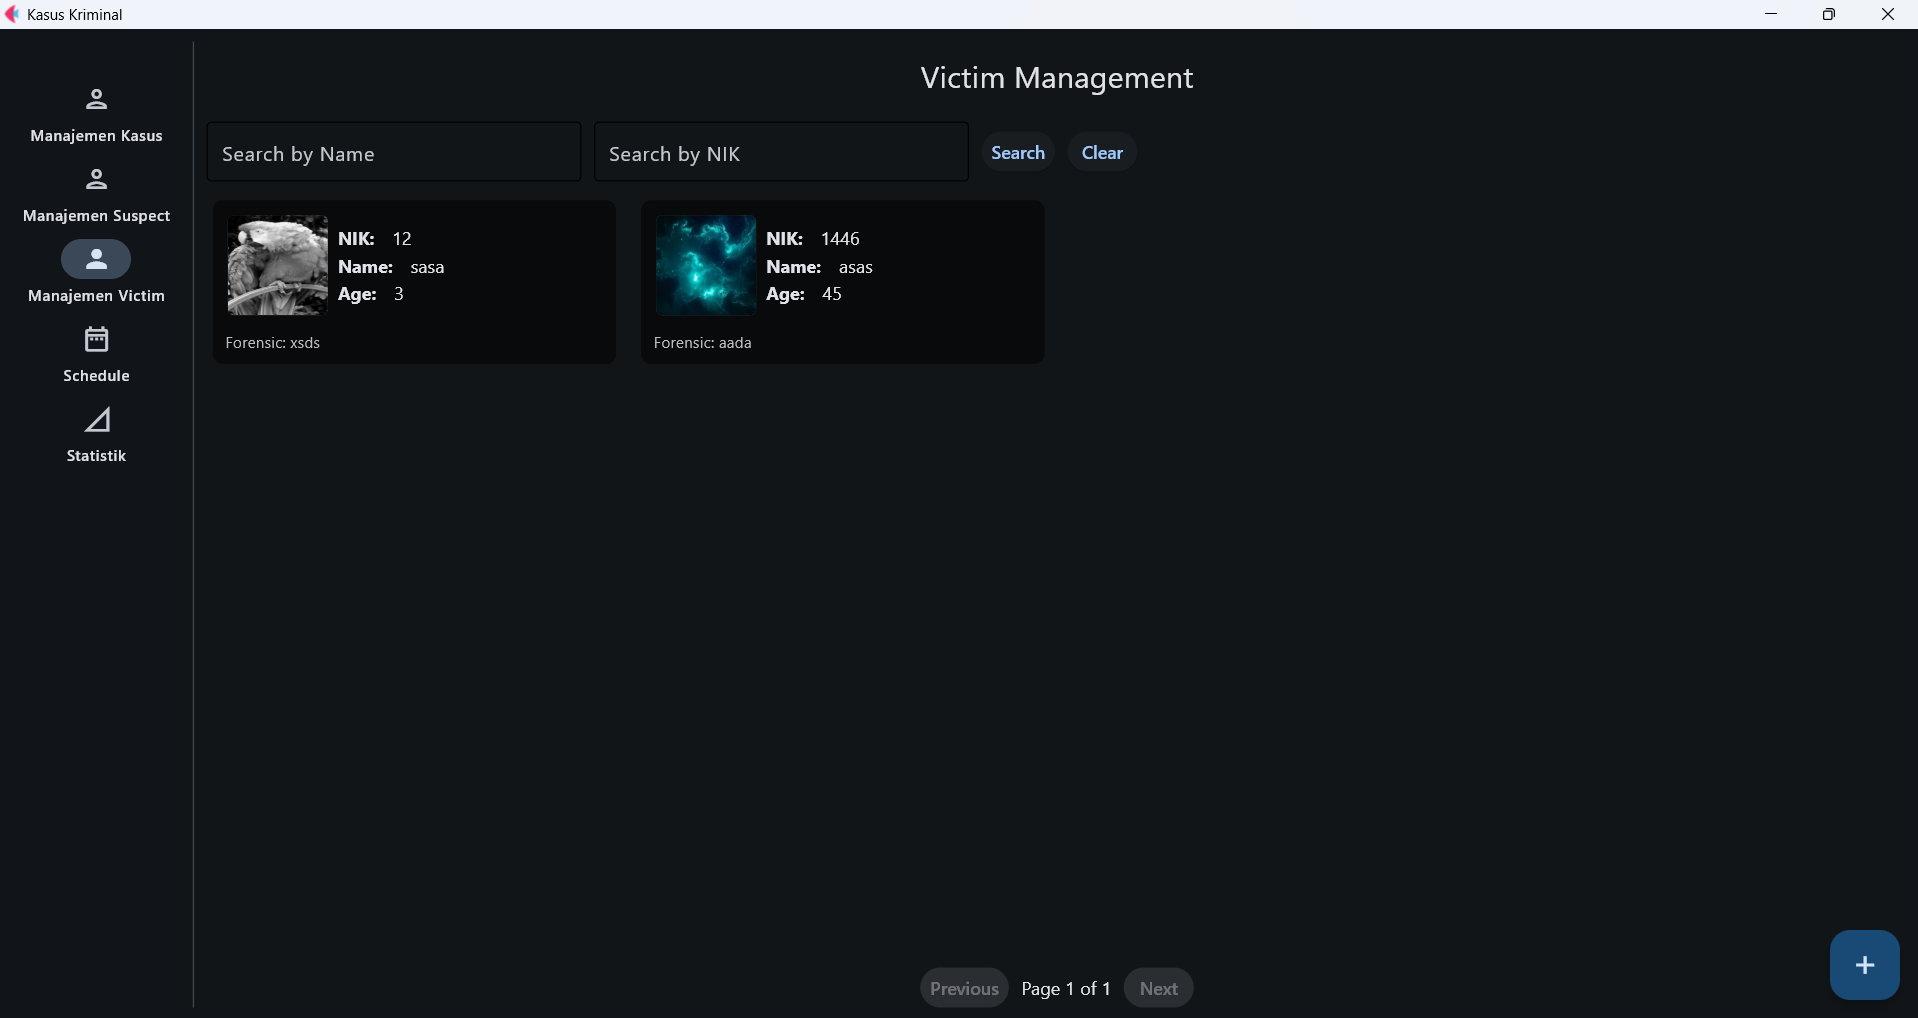 Kasus Kriminal
Manajemen Kasus
Manajemen Suspect
Manajemen Victim
Schedule
Statistik
Victim Management
Search by Name
Search by NIK
Search
Clear
NIK: 12
Name: sasa
Age: 3
Forensic: xsds
NIK: 1446
Name: asas
Age: 45
Forensic: aada
Previous
Page 1 of 1
Next